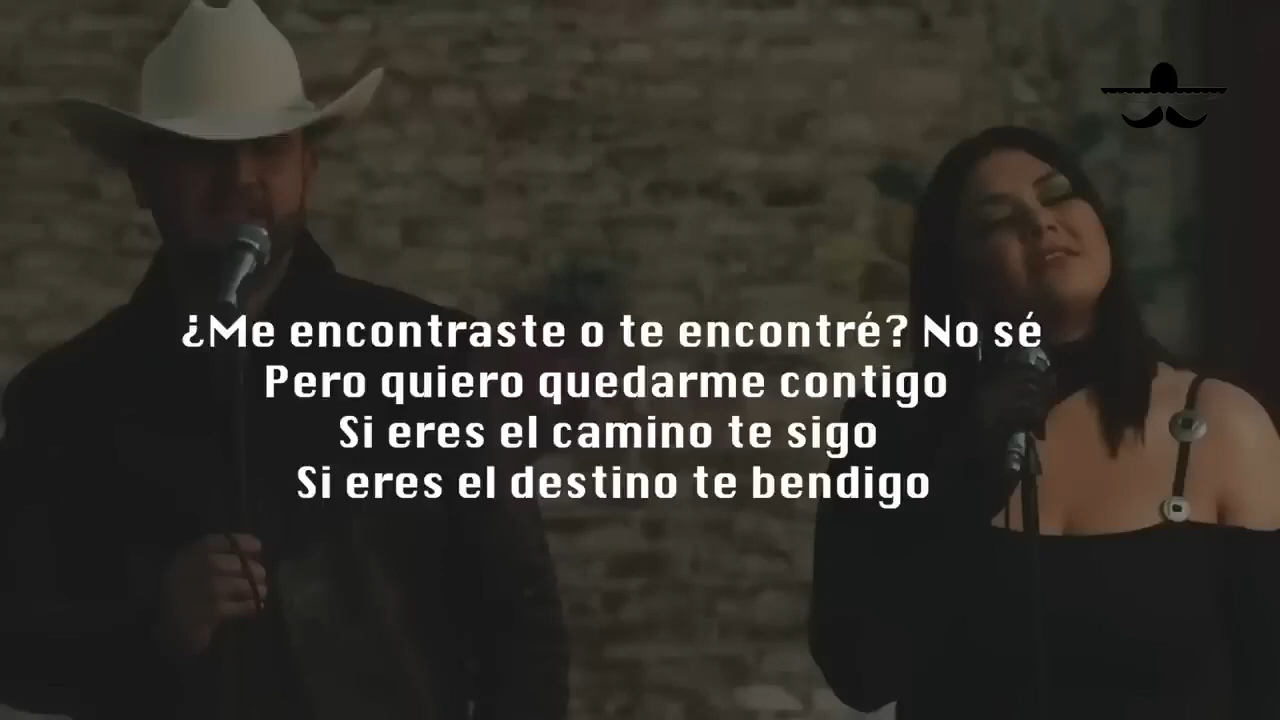 ¿Me encontraste o te encontré? No sé
Pero quiero quedarme contigo
Si eres el camino te sigo
Si eres el destino te bendigo